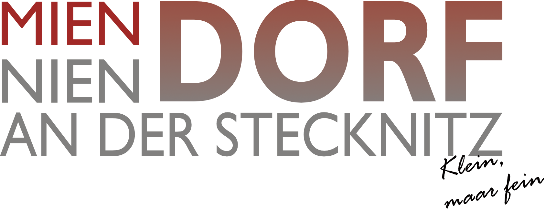 MIEN DORF
NIEN
AN DER STECKNITZ
Klein,
maar fein